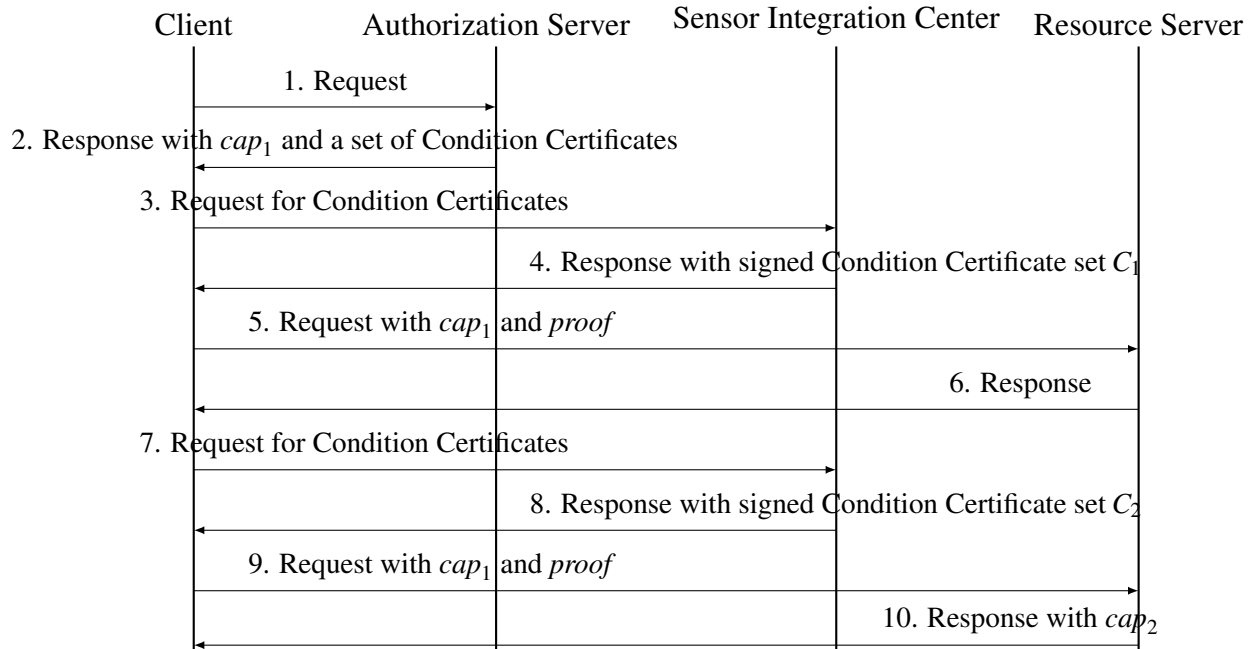 Client Authorization Server Sensor Integration Center Resource Server
1. Request
2. Response with cap₁ and a set of Condition Certificates
3. Request for Condition Certificates
4. Response with signed Condition Certificate set C₁
5. Request with cap₁ and proof
6. Response
7. Request for Condition Certificates
8. Response with signed Condition Certificate set C₂
9. Request with cap₁ and proof
10. Response with cap₂